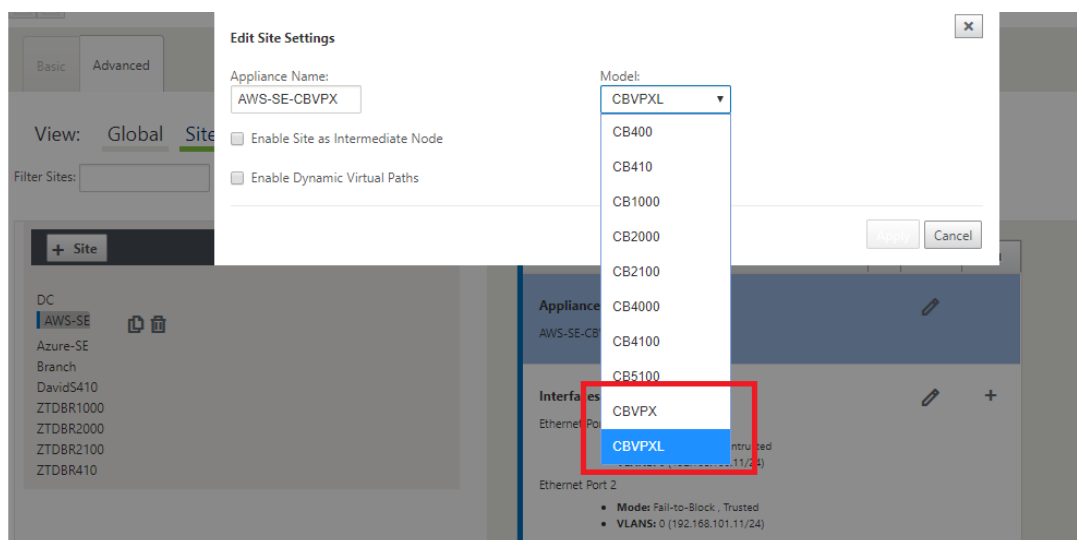 Edit Site Settings
×
Appliance Name:
AWS-SE-CBVPX
Model:
CBVPXL
Enable Site as Intermediate Node
Enable Dynamic Virtual Paths
CB400
CB410
CB1000
CB2000
CB2100
CB4000
CB4100
CB5100
CBVPX
CBVPXL
Apply
Cancel
Basic
Advanced
View: Global Site
Filter Sites:
+ Site
DC
AWS-SE
Azure-SE
Branch
DavidS410
ZTDBR1000
ZTDBR2000
ZTDBR2100
ZTDBR410
Appliance
AWS-SE-CB
Interfaces
+
Ethernet Po
ntrusted
11/24)
Ethernet Port 2
• Mode: Fail-to-Block , Trusted
• VLANS: 0 (192.168.101.11/24)